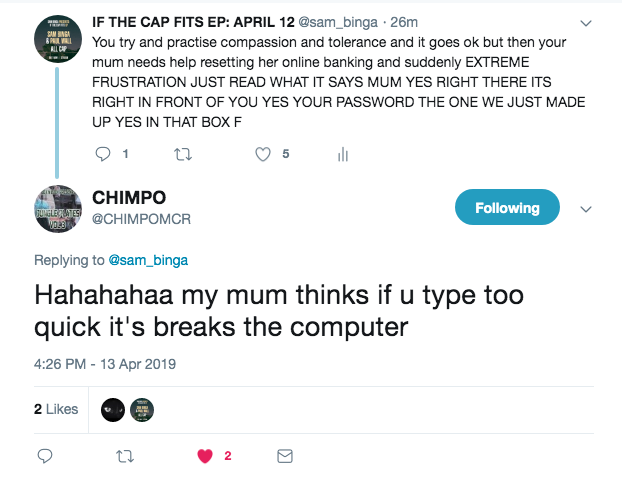 IF THE CAP FITS EP: APRIL 12 @sam_binga · 26m
You try and practise compassion and tolerance and it goes ok but then your
mum needs help resetting her online banking and suddenly EXTREME
FRUSTRATION JUST READ WHAT IT SAYS MUM YES RIGHT THERE ITS
RIGHT IN FRONT OF YOU YES YOUR PASSWORD THE ONE WE JUST MADE
UP YES IN THAT BOX F
1 5
CHIMPO
@CHIMPOMCR
Following
Replying to @sam_binga
Hahahahaa my mum thinks if u type too
quick it's breaks the computer
4:26 PM - 13 Apr 2019
2 Likes
2